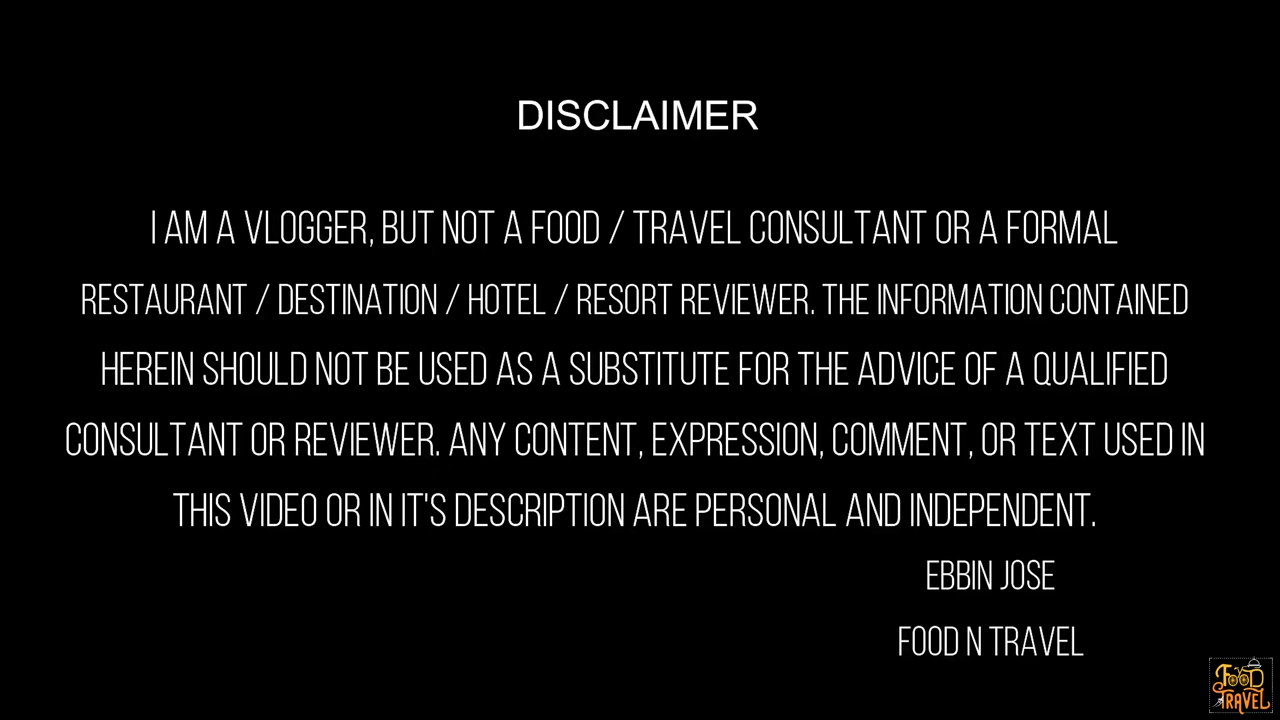 DISCLAIMER
I AM A VLOGGER, BUT NOT A FOOD / TRAVEL CONSULTANT OR A FORMAL
RESTAURANT / DESTINATION / HOTEL / RESORT REVIEWER. THE INFORMATION CONTAINED
HEREIN SHOULD NOT BE USED AS A SUBSTITUTE FOR THE ADVICE OF A QUALIFIED
CONSULTANT OR REVIEWER. ANY CONTENT, EXPRESSION, COMMENT, OR TEXT USED IN
THIS VIDEO OR IN IT'S DESCRIPTION ARE PERSONAL AND INDEPENDENT.
EBBIN JOSE
FOOD N TRAVEL
FOOD
TRAVEL